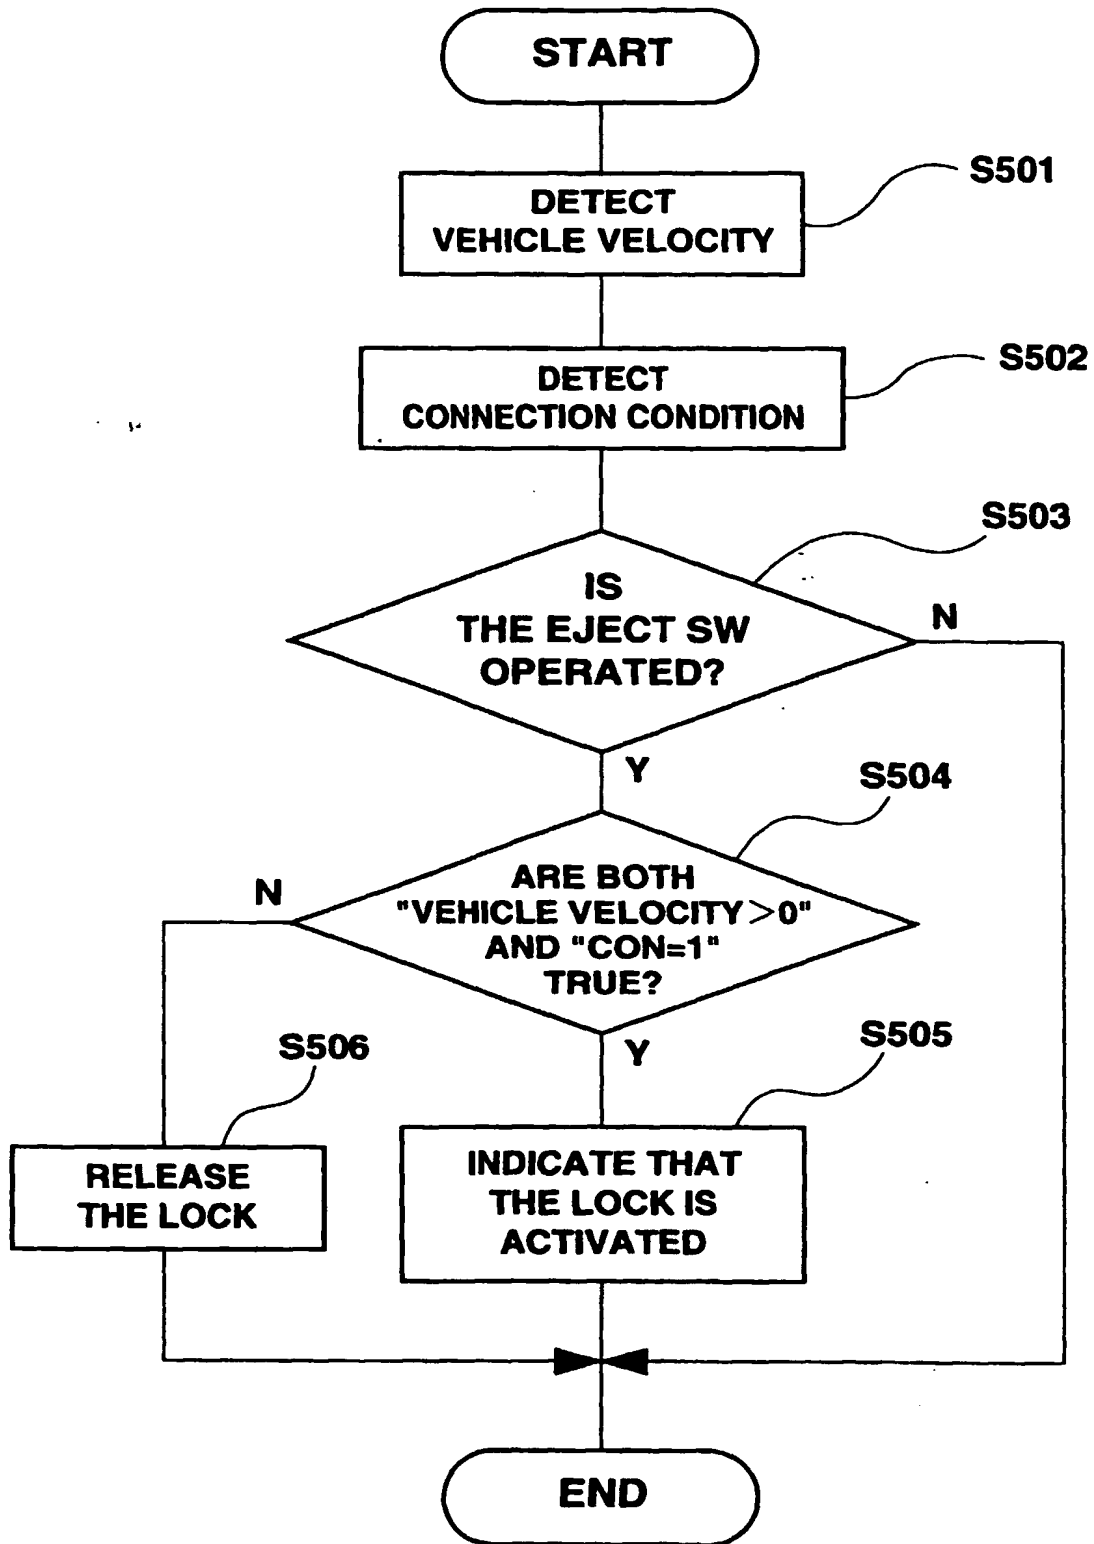 START
S501
DETECT
VEHICLE VELOCITY
S502
DETECT
CONNECTION CONDITION
S503
IS
THE EJECT SW
OPERATED?
N
Y
S504
ARE BOTH
"VEHICLE VELOCITY>0"
AND "CON=1"
TRUE?
N
Y
S506
S505
RELEASE
THE LOCK
INDICATE THAT
THE LOCK IS
ACTIVATED
END